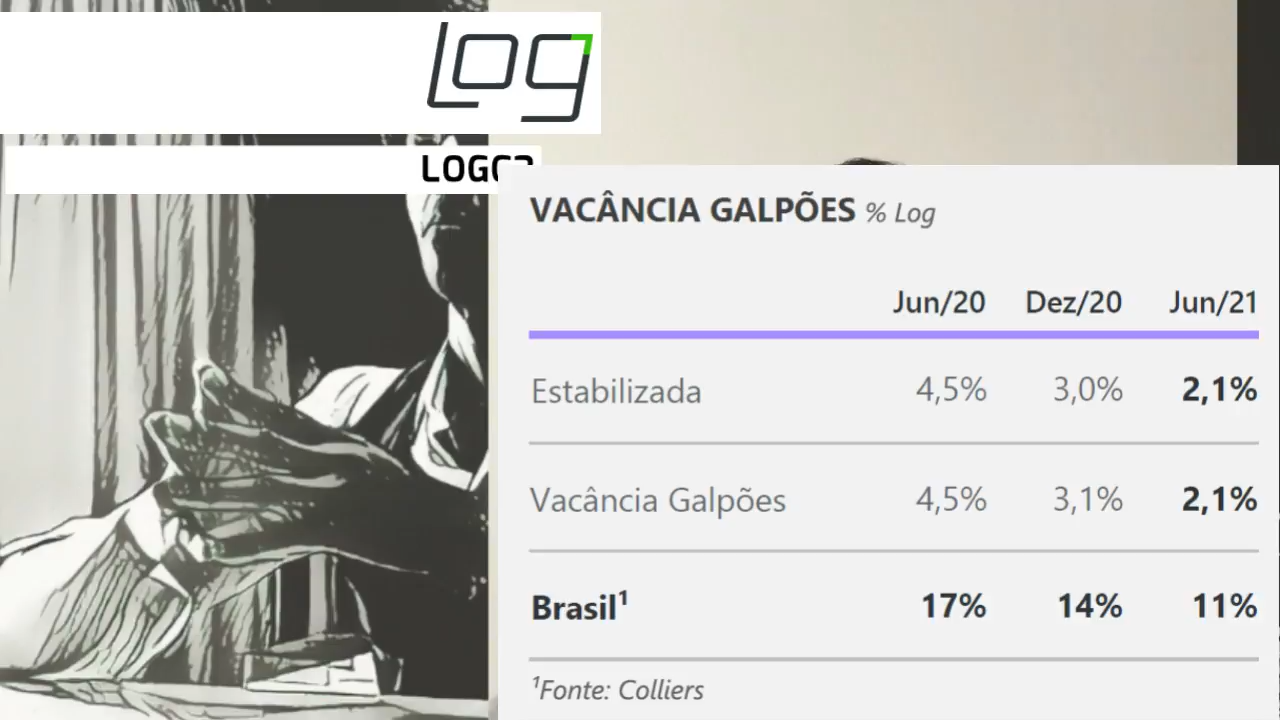 Log
VACÂNCIA GALPÕES % Log
Jun/20 Dez/20 Jun/21
Estabilizada 4,5% 3,0% 2,1%
Vacância Galpões 4,5% 3,1% 2,1%
Brasil¹ 17% 14% 11%
¹Fonte: Colliers